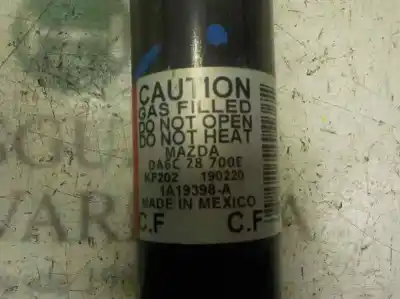 CAUTION
GAS FILLED
DO NOT OPEN
DO NOT HEAT
MAZDA
DA6C 28 700E
KF202 190220
1A19398-A
MADE IN MEXICO
C.F C.F